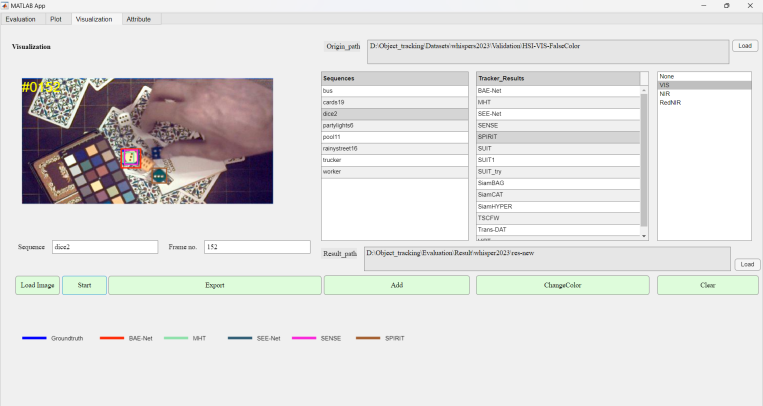 MATLAB App
Evaluation Plot Visualization Attribute
Visualization
Origin_path D:\Object_tracking\Datasets\whispers2023\Validation\HSI-VIS-FalseColor Load
#0152
Sequences
bus
cards19
dice2
partylights6
pool11
rainystreet16
trucker
worker
Tracker_Results
BAE-Net
MHT
SEE-Net
SENSE
SPIRIT
SUIT
SUIT1
SUIT_try
SiamBAG
SiamCAT
SiamHYPER
TSCFW
Trans-DAT
None
VIS
NIR
RedNIR
Sequence dice2 Frame no. 152
Result_path D:\Object_tracking\Evaluation\Result\whisper2023\res-new
Load
Load Image Start Export Add ChangeColor Clear
Groundtruth BAE-Net MHT SEE-Net SENSE SPIRIT